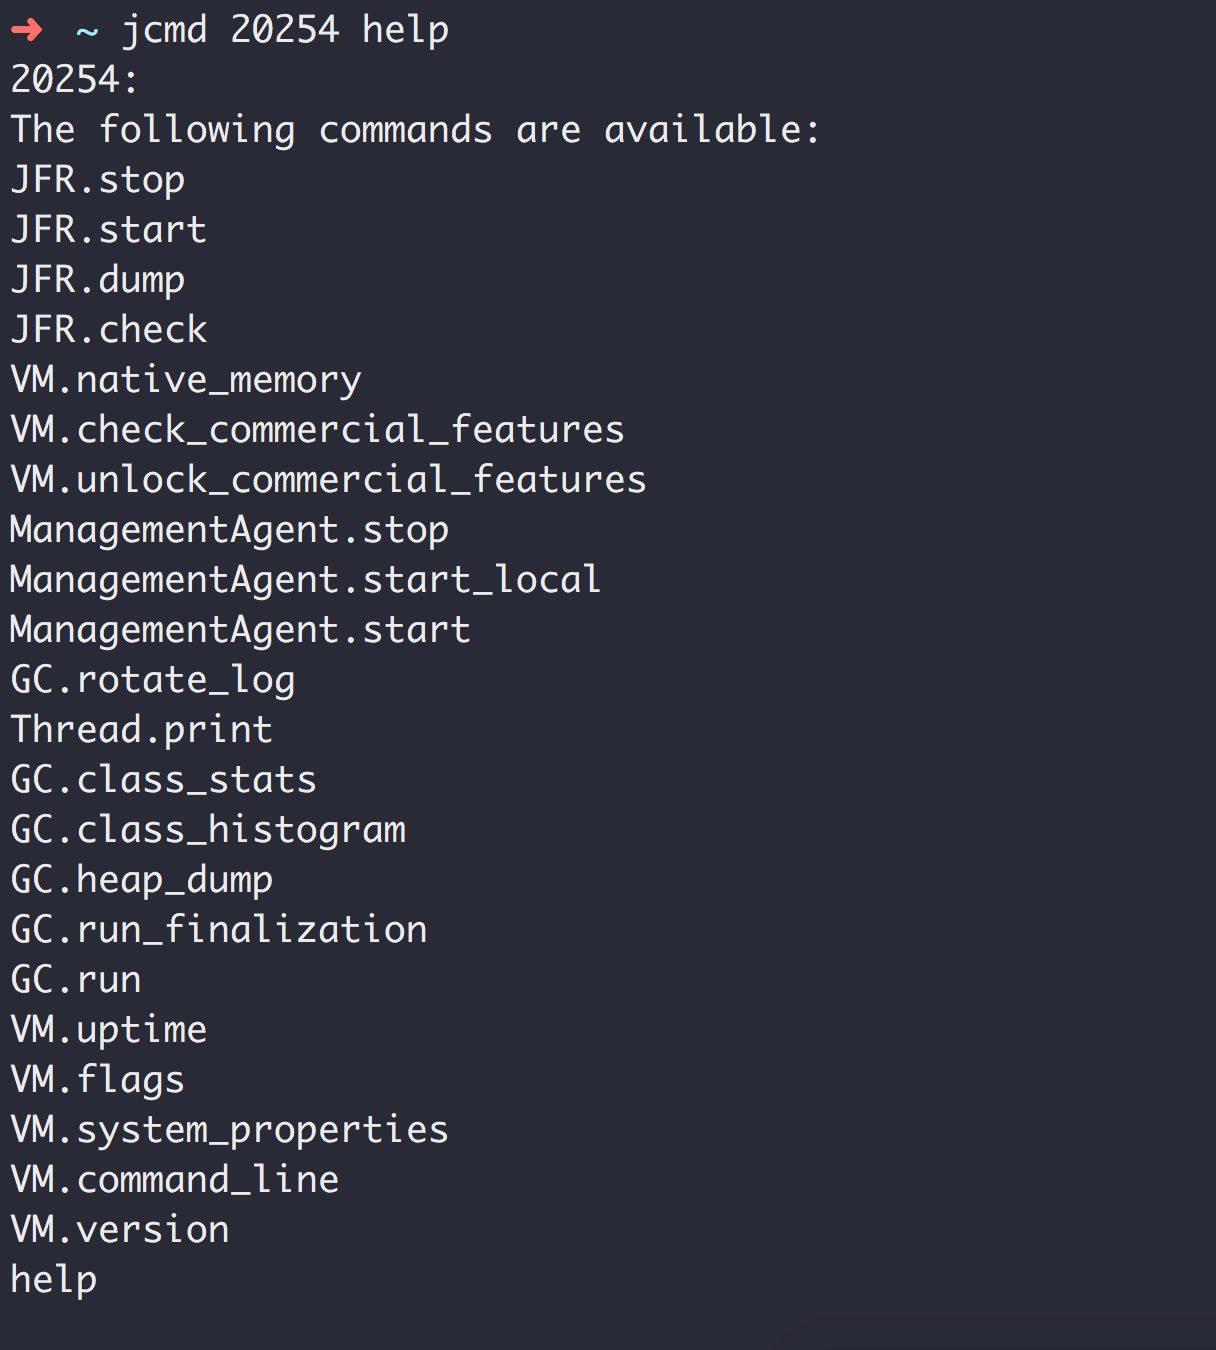 ➜ ~ jcmd 20254 help
20254:
The following commands are available:
JFR.stop
JFR.start
JFR.dump
JFR.check
VM.native_memory
VM.check_commercial_features
VM.unlock_commercial_features
ManagementAgent.stop
ManagementAgent.start_local
ManagementAgent.start
GC.rotate_log
Thread.print
GC.class_stats
GC.class_histogram
GC.heap_dump
GC.run_finalization
GC.run
VM.uptime
VM.flags
VM.system_properties
VM.command_line
VM.version
help